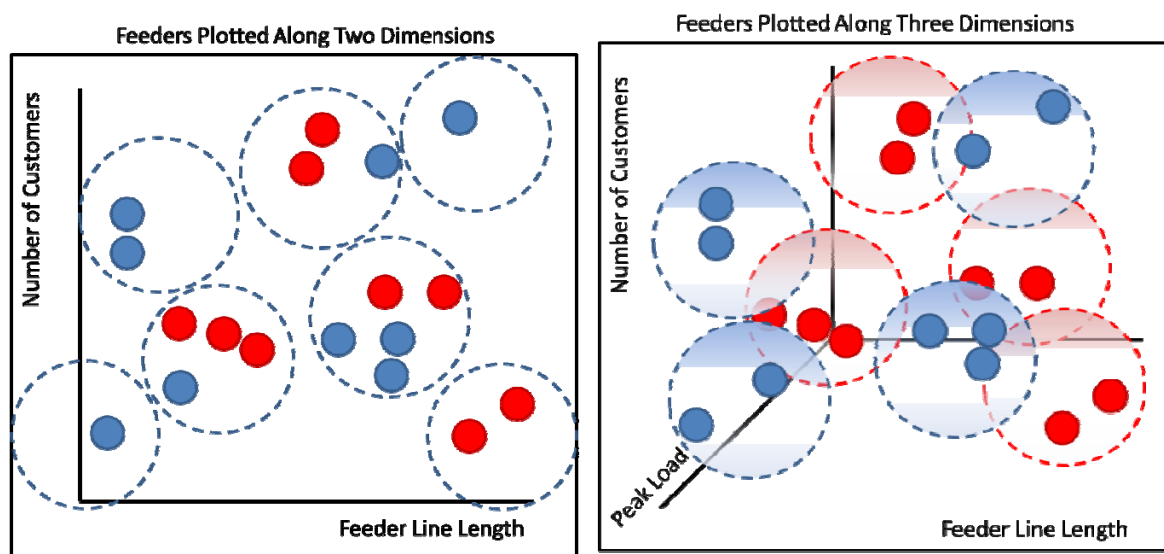 Feeders Plotted Along Two Dimensions
Number of Customers
Feeder Line Length
Feeders Plotted Along Three Dimensions
Number of Customers
Peak Load
Feeder Line Length